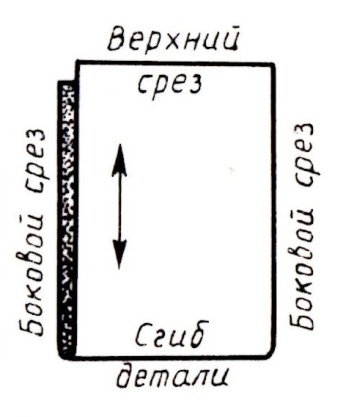 Верхний
срез
Боковой срез
Боковой срез
Сгиб
детали